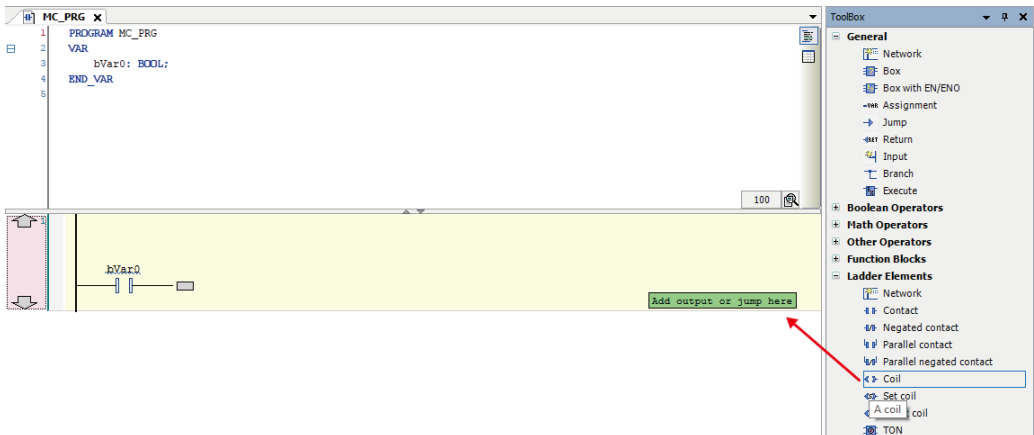 MC_PRG
1 PROGRAM MC_PRG
2 VAR
3 bVar0: BOOL;
4 END_VAR
5
100
1
bVar0
Add output or jump here
ToolBox
General
Network
Box
Box with EN/ENO
VAR Assignment
Jump
RET Return
Input
Branch
Execute
Boolean Operators
Math Operators
Other Operators
Function Blocks
Ladder Elements
Network
Contact
Negated contact
Parallel contact
Parallel negated contact
Coil
Set coil
A coil
coil
TON